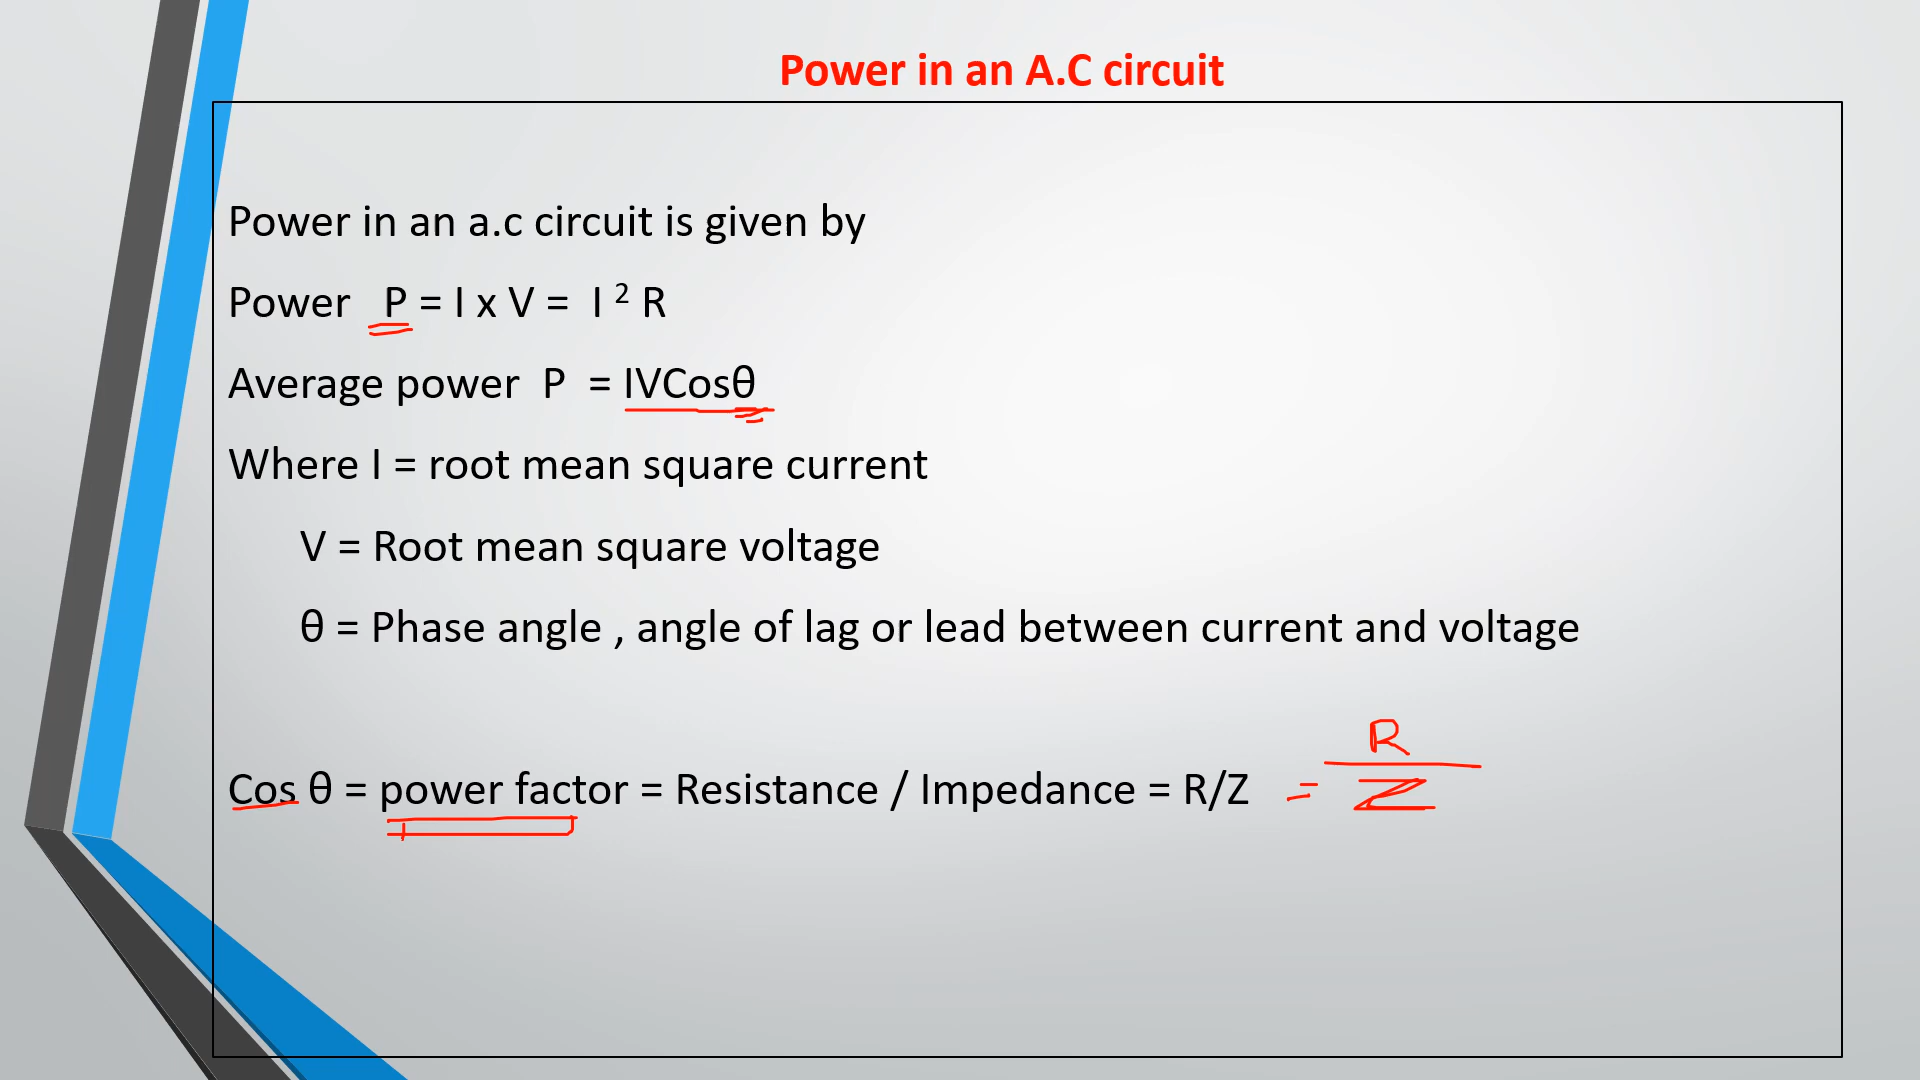 Power in an A.C circuit
Power in an a.c circuit is given by
Power P = I x V = I ² R
Average power P = IVCosθ
Where I = root mean square current
V = Root mean square voltage
θ = Phase angle , angle of lag or lead between current and voltage
Cos θ = power factor = Resistance / Impedance = R/Z = R/Z